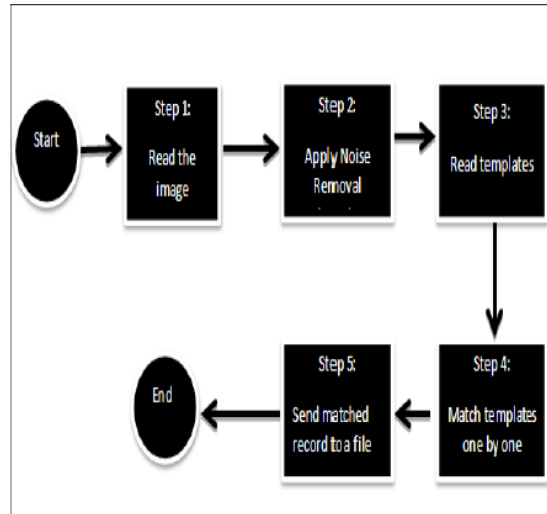 Start
Step 1:
Read the
image
Step 2:
Apply Noise
Removal
Step 3:
Read templates
Step 4:
Match templates
one by one
Step 5:
Send matched
record to a file
End